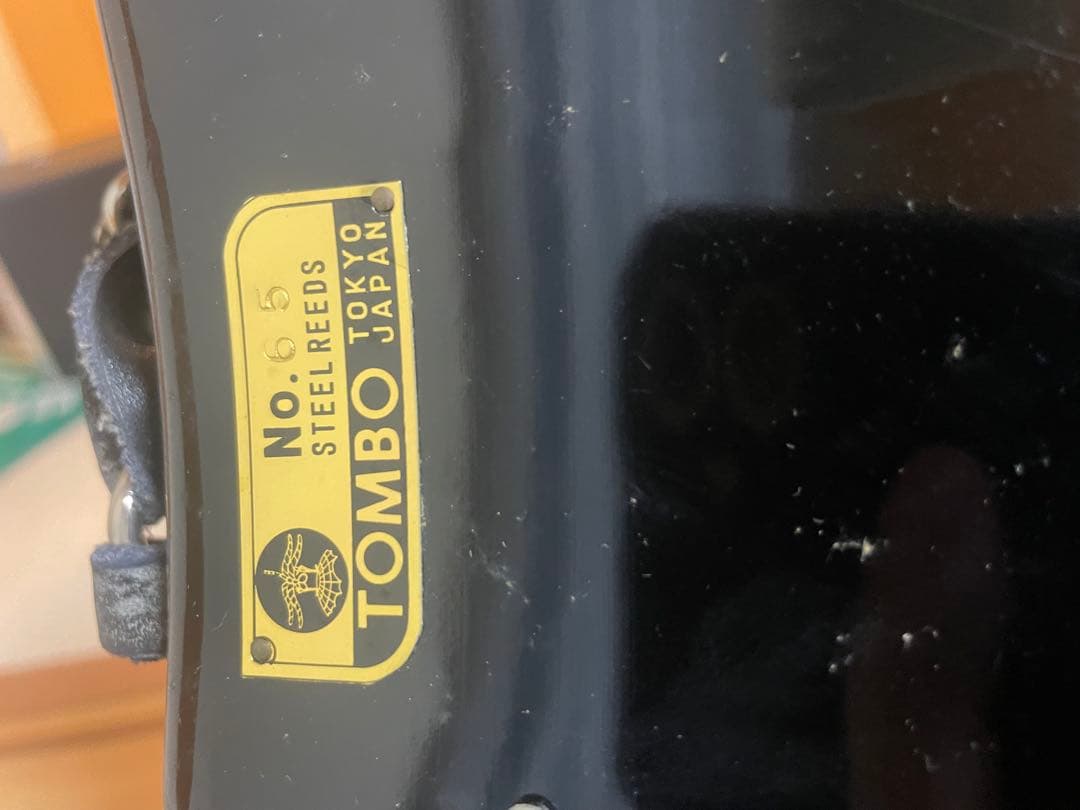 No. 65
STEEL REEDS
TOMBO TOKYO
JAPAN